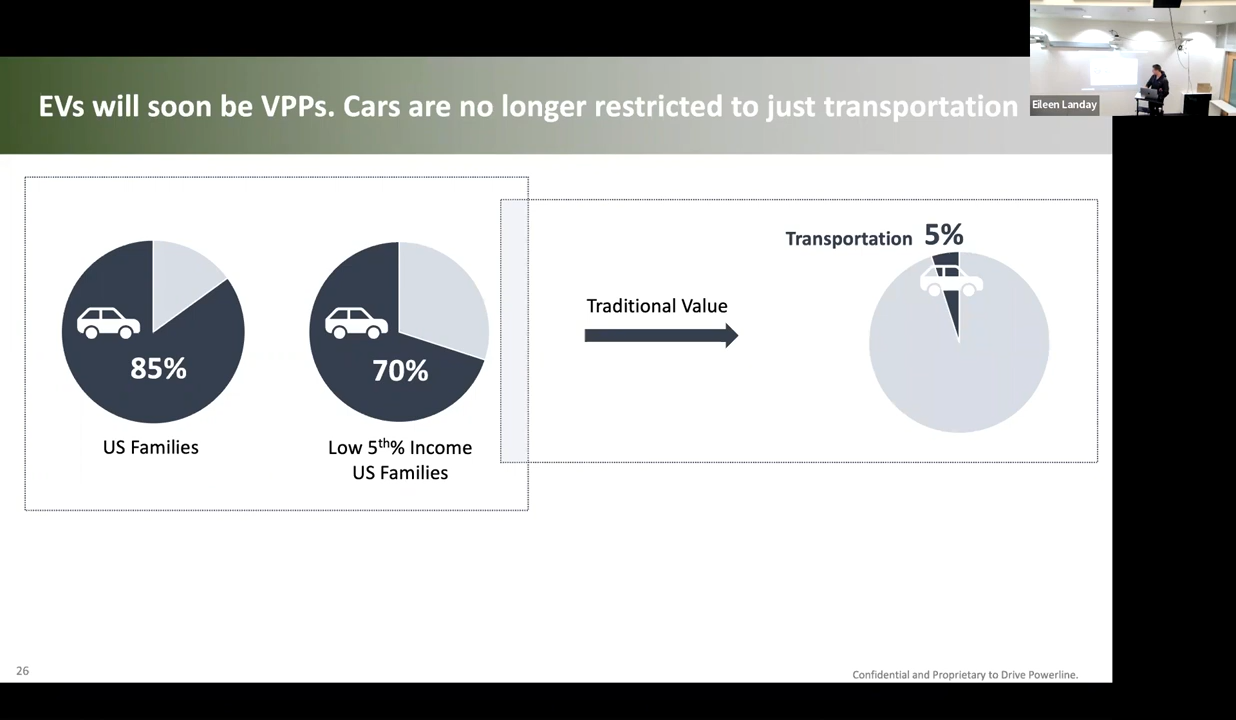 EVs will soon be VPPs. Cars are no longer restricted to just transportation
Eileen Landay
85%
US Families
70%
Low 5th% Income
US Families
Traditional Value
Transportation 5%
26
Confidential and Proprietary to Drive Powerline.